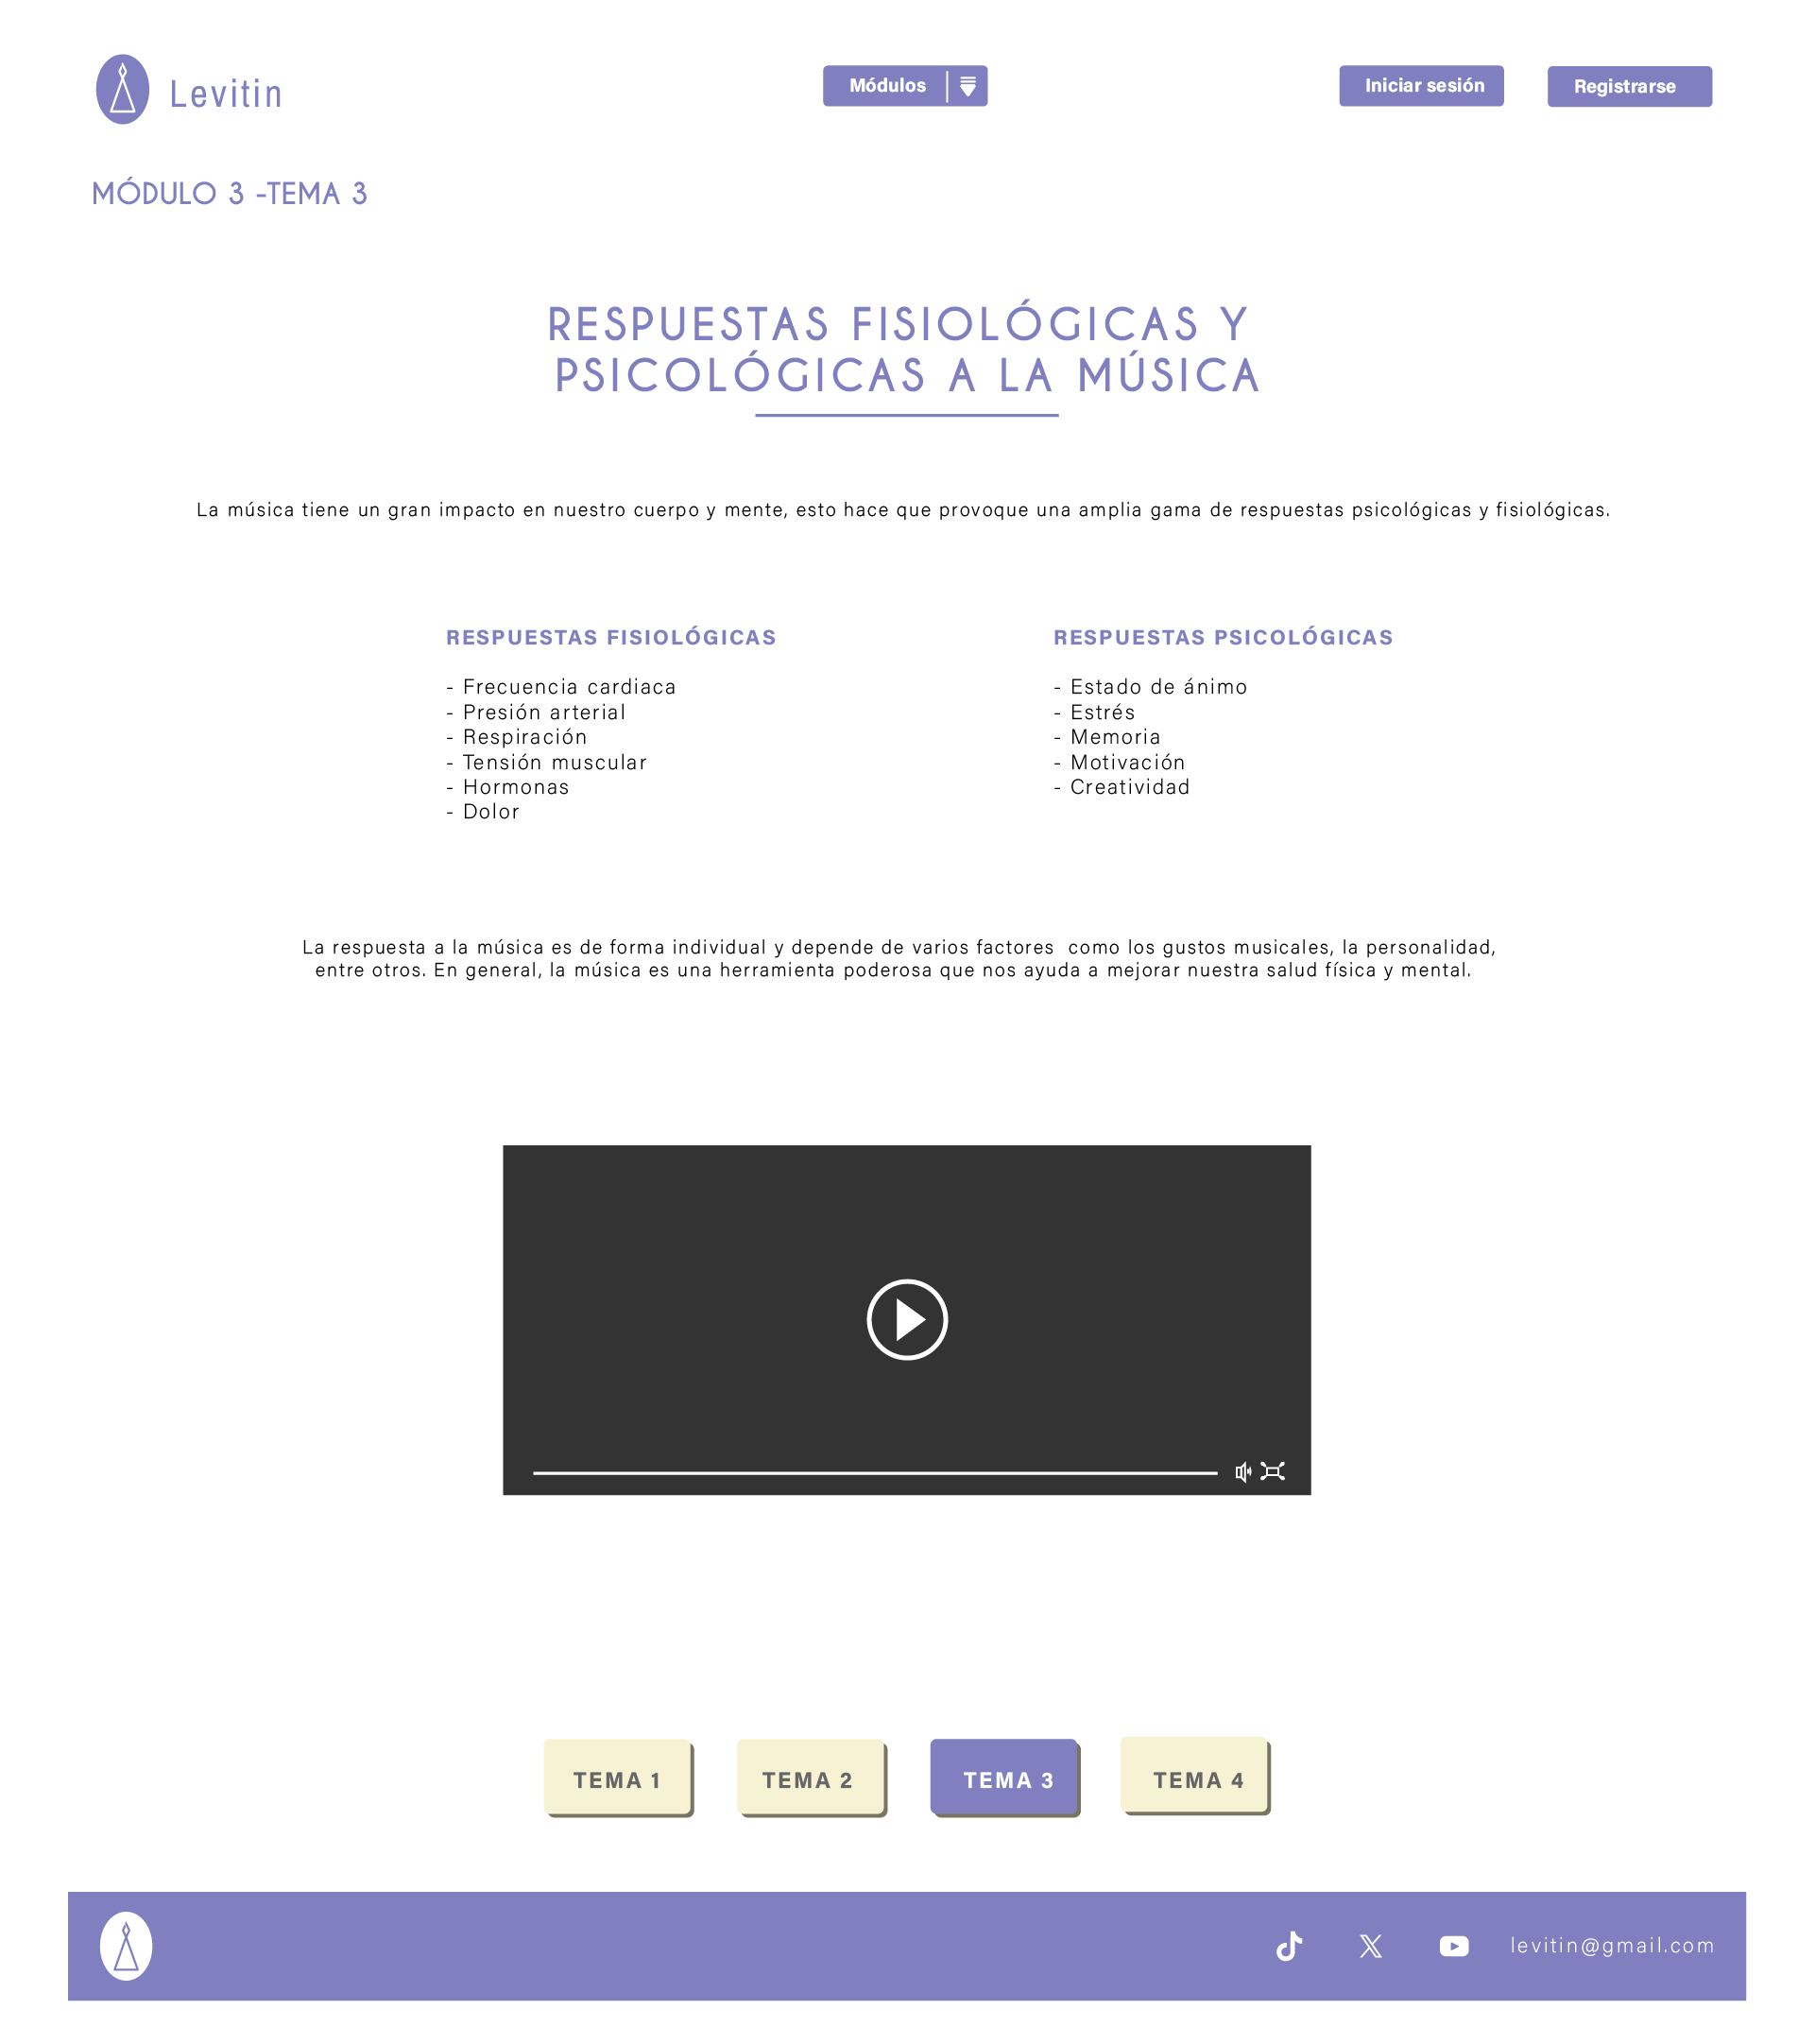 Levitin
Módulos
Iniciar sesión
Registrarse
MÓDULO 3 -TEMA 3
RESPUESTAS FISIOLÓGICAS Y
PSICOLÓGICAS A LA MÚSICA
La música tiene un gran impacto en nuestro cuerpo y mente, esto hace que provoque una amplia gama de respuestas psicológicas y fisiológicas.
RESPUESTAS FISIOLÓGICAS
- Frecuencia cardiaca
- Presión arterial
- Respiración
- Tensión muscular
- Hormonas
- Dolor
RESPUESTAS PSICOLÓGICAS
- Estado de ánimo
- Estrés
- Memoria
- Motivación
- Creatividad
La respuesta a la música es de forma individual y depende de varios factores  como los gustos musicales, la personalidad,
entre otros. En general, la música es una herramienta poderosa que nos ayuda a mejorar nuestra salud física y mental.
TEMA 1
TEMA 2
TEMA 3
TEMA 4
levitin@gmail.com